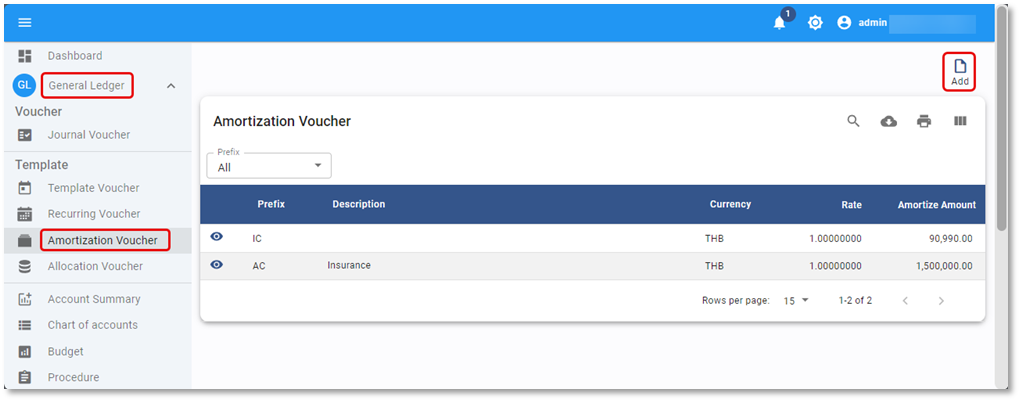 1
admin
Dashboard
GL General Ledger
Voucher
Journal Voucher
Template
Template Voucher
Recurring Voucher
Amortization Voucher
Allocation Voucher
Account Summary
Chart of accounts
Budget
Procedure
Add
Amortization Voucher
Prefix
All
Prefix Description Currency Rate Amortize Amount
IC THB 1.00000000 90,990.00
AC Insurance THB 1.00000000 1,500,000.00
Rows per page: 15 1-2 of 2